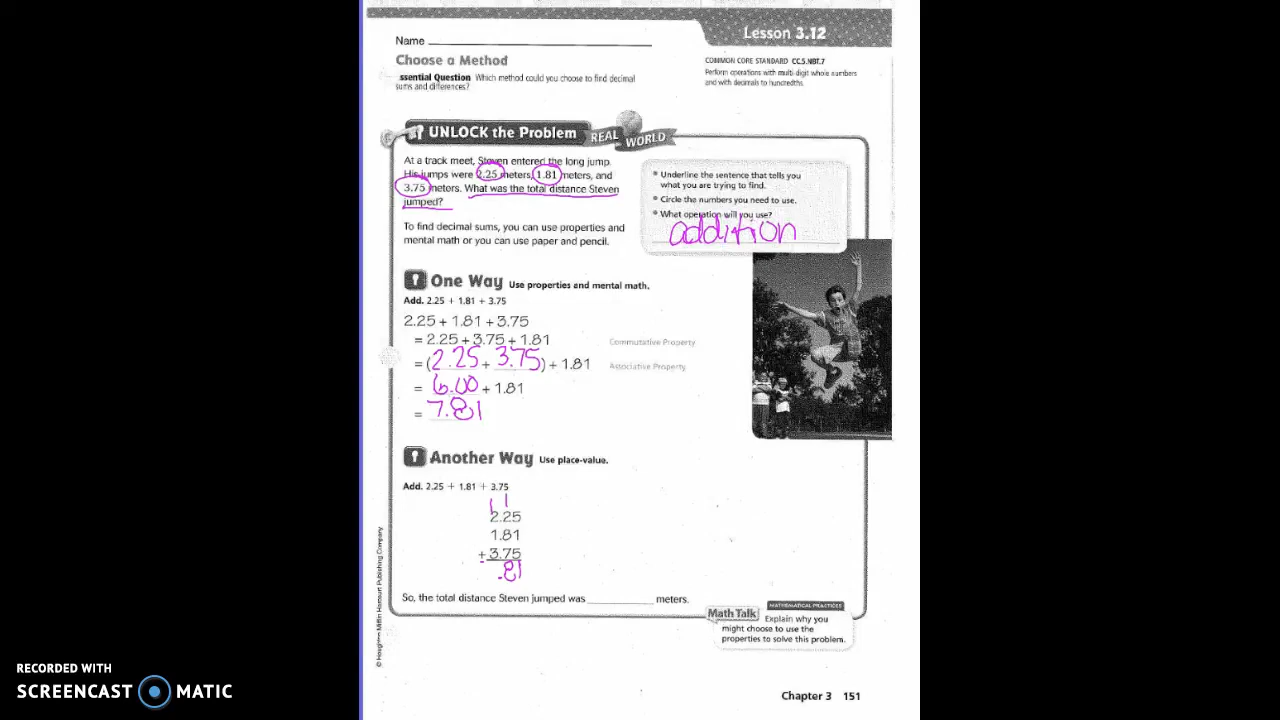 Lesson 3.12
Name
Choose a Method
COMMON CORE STANDARD CC.5.NBT.7
Perform operations with multi-digit whole numbers
and with decimals to hundredths.
ssential Question Which method could you choose to find decimal
sums and differences?
UNLOCK the Problem REAL WORLD
At a track meet, Steven entered the long jump.
His jumps were 2.25 meters, 1.81 meters, and
3.75 meters. What was the total distance Steven
jumped?
• Underline the sentence that tells you
what you are trying to find.
• Circle the numbers you need to use.
• What operation will you use?
addition
To find decimal sums, you can use properties and
mental math or you can use paper and pencil.
One Way Use properties and mental math.
Add. 2.25 + 1.81 + 3.75
2.25 + 1.81 + 3.75
= 2.25 + 3.75 + 1.81 Commutative Property
= (2.25 + 3.75) + 1.81 Associative Property
= 6.00 + 1.81
= 7.81
Another Way Use place-value.
Add. 2.25 + 1.81 + 3.75
1 1
2.25
1.81
+ 3.75
.81
So, the total distance Steven jumped was ________ meters.
Math Talk MATHEMATICAL PRACTICES
Explain why you
might choose to use the
properties to solve this problem.
© Houghton Mifflin Harcourt Publishing Company
Chapter 3 151
RECORDED WITH
SCREENCAST MATIC